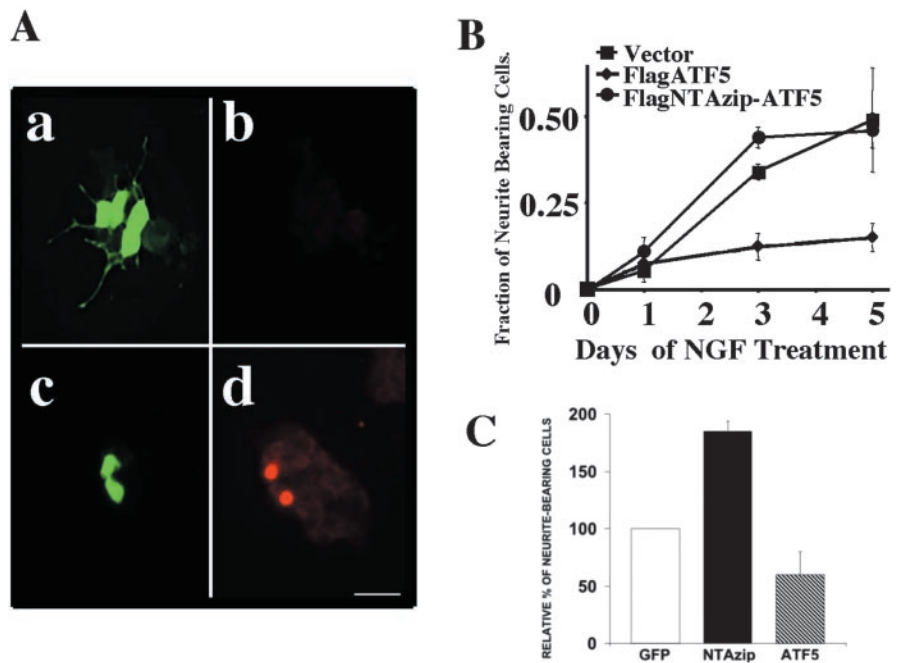 A
a
b
c
d
B
Vector
FlagATF5
FlagNTAzip-ATF5
Fraction of Neurite Bearing Cells.
0.50
0.25
0
0 1 2 3 4 5
Days of NGF Treatment
C
RELATIVE % OF NEURITE-BEARING CELLS
200
150
100
50
0
GFP NTAzip ATF5